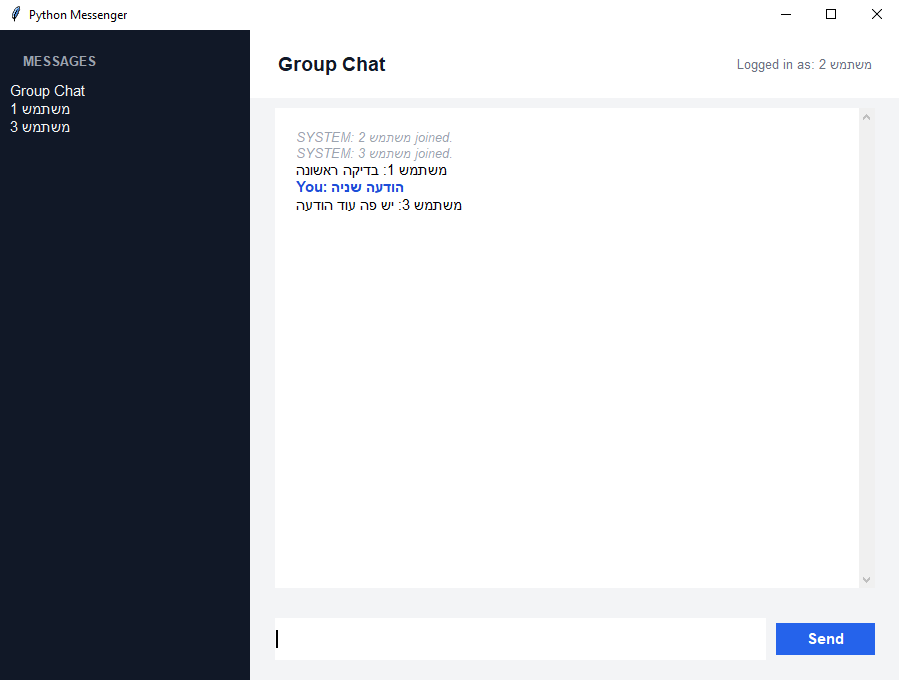 Python Messenger
MESSAGES
Group Chat
משתמש 1
משתמש 3
Group Chat
Logged in as: משתמש 2
SYSTEM: משתמש 2 joined.
SYSTEM: משתמש 3 joined.
משתמש 1: בדיקה ראשונה
You: הודעה שניה
משתמש 3: יש פה עוד הודעה
Send